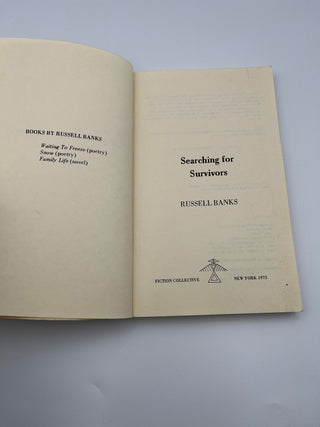 BOOKS BY RUSSELL BANKS
Waiting To Freeze (poetry)
Snow (poetry)
Family Life (novel)
Searching for
Survivors
RUSSELL BANKS
FICTION COLLECTIVE NEW YORK 1975